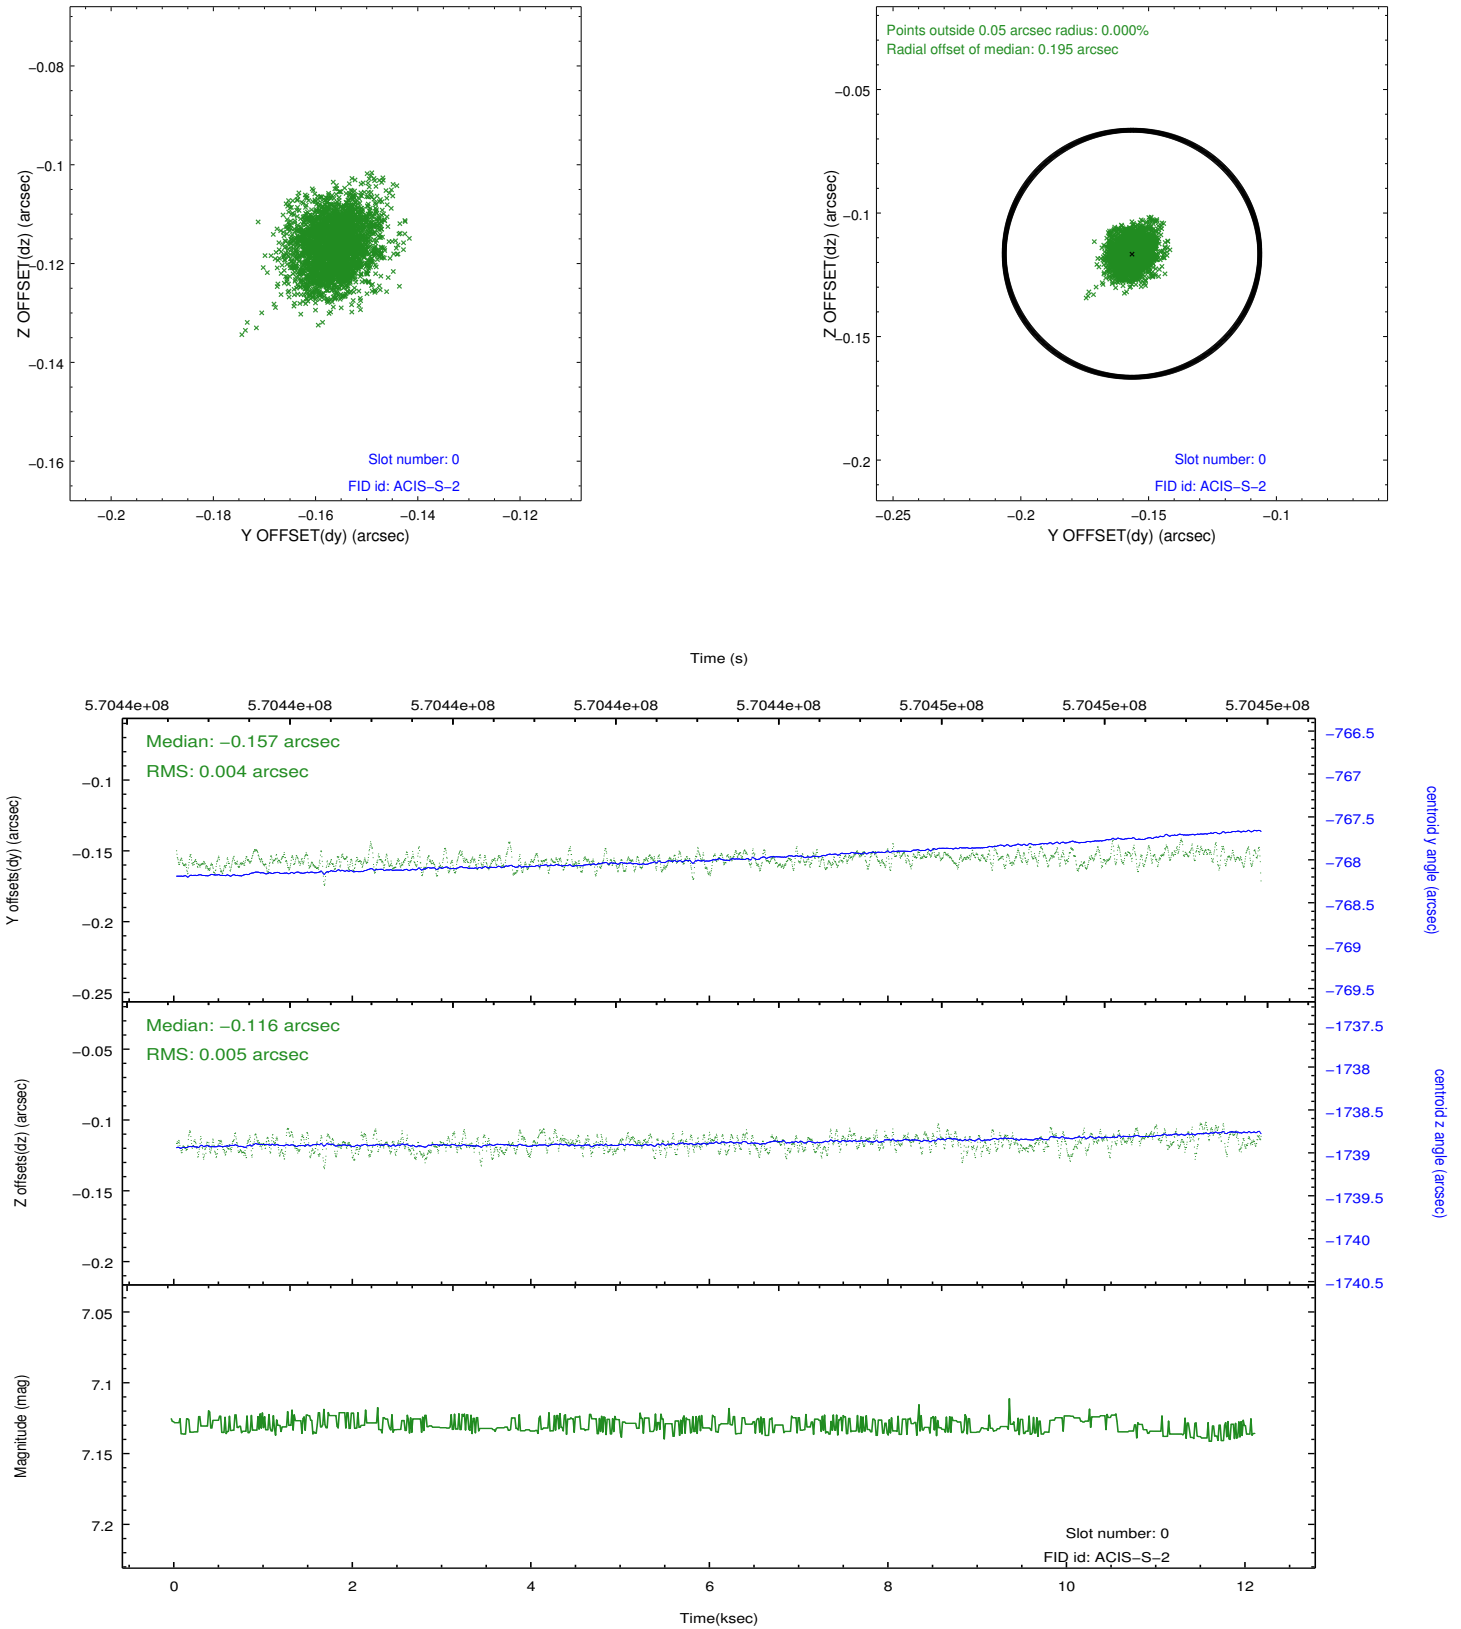 −0.08
−0.1
−0.12
−0.14
−0.16
Z OFFSET(dz) (arcsec)
Slot number: 0
FID id: ACIS−S−2
−0.2
−0.18
−0.16
−0.14
−0.12
Y OFFSET(dy) (arcsec)
Points outside 0.05 arcsec radius: 0.000%
Radial offset of median: 0.195 arcsec
−0.05
−0.1
−0.15
−0.2
Z OFFSET(dz) (arcsec)
Slot number: 0
FID id: ACIS−S−2
−0.25
−0.2
−0.15
−0.1
Y OFFSET(dy) (arcsec)
Time (s)
5.7044e+08
5.7044e+08
5.7044e+08
5.7044e+08
5.7044e+08
5.7045e+08
5.7045e+08
5.7045e+08
Median: −0.157 arcsec
RMS: 0.004 arcsec
−0.1
−0.15
−0.2
−0.25
Y offsets(dy) (arcsec)
−766.5
−767
−767.5
−768
−768.5
−769
−769.5
centroid y angle (arcsec)
Median: −0.116 arcsec
RMS: 0.005 arcsec
−0.05
−0.1
−0.15
−0.2
Z offsets(dz) (arcsec)
−1737.5
−1738
−1738.5
−1739
−1739.5
−1740
−1740.5
centroid z angle (arcsec)
7.05
7.1
7.15
7.2
Magnitude (mag)
Slot number: 0
FID id: ACIS−S−2
0
2
4
6
8
10
12
Time(ksec)